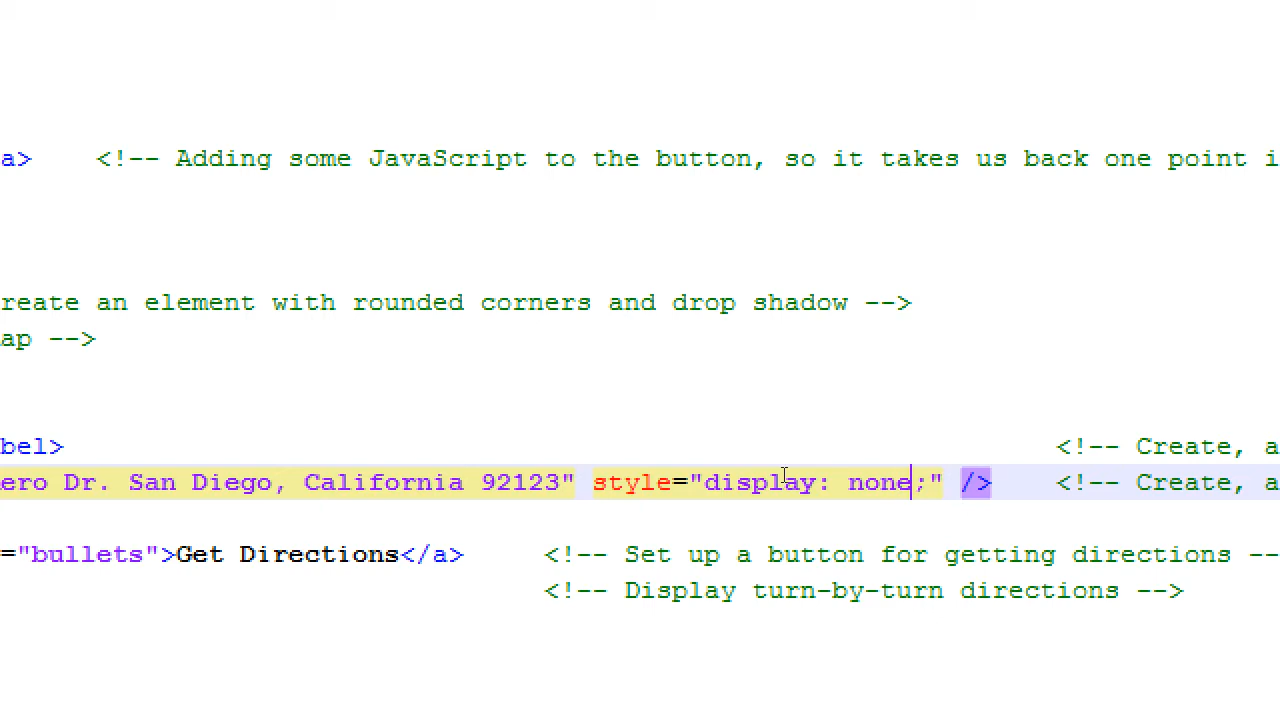 a> <!-- Adding some JavaScript to the button, so it takes us back one point i
reate an element with rounded corners and drop shadow -->
ap -->
bel> <!-- Create, a
ero Dr. San Diego, California 92123" style="display: none;" /> <!-- Create, a
="bullets">Get Directions</a> <!-- Set up a button for getting directions --
<!-- Display turn-by-turn directions -->